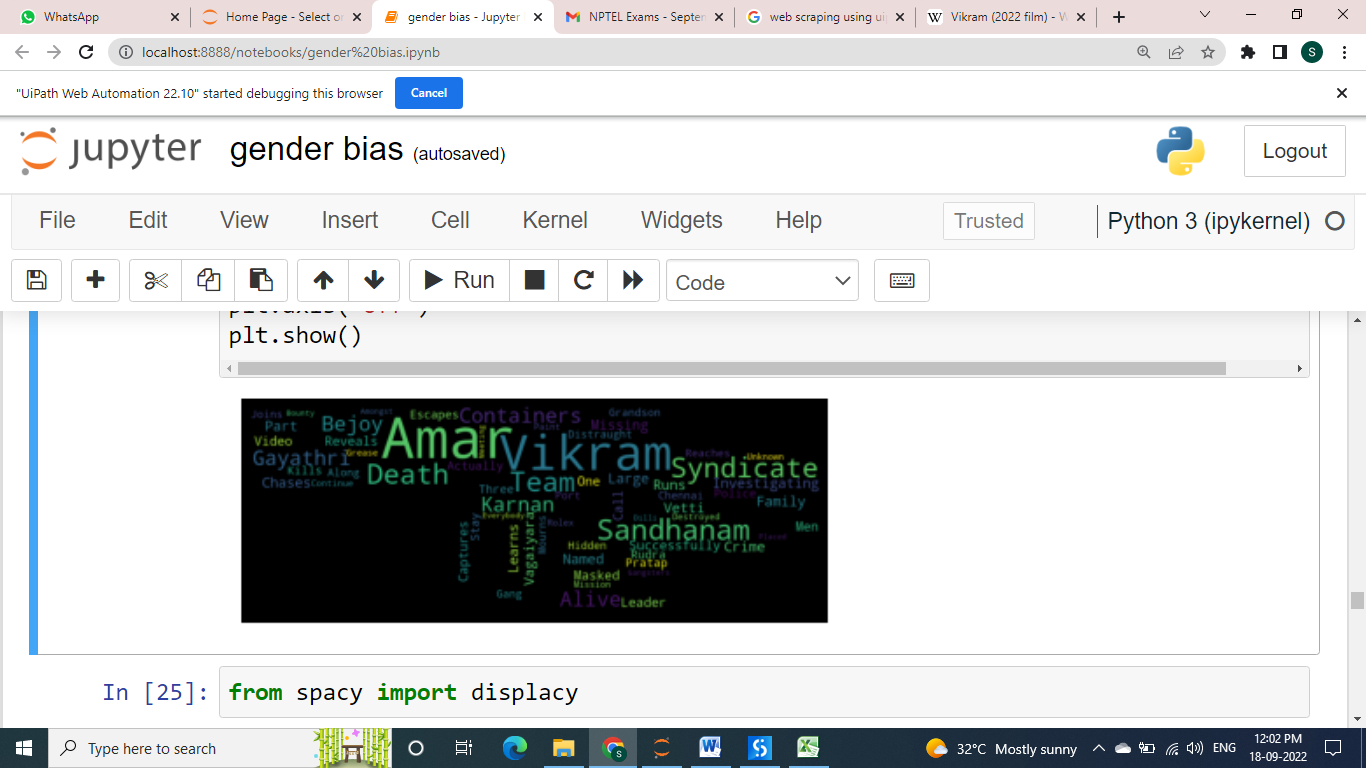 WhatsApp
Home Page - Select o
gender bias - Jupyter
NPTEL Exams - Septem
web scraping using ui
Vikram (2022 film) - W
localhost:8888/notebooks/gender%20bias.ipynb
S
"UiPath Web Automation 22.10" started debugging this browser
Cancel
jupyter
gender bias (autosaved)
Logout
File Edit View Insert Cell Kernel Widgets Help
Trusted
Python 3 (ipykernel)
Run
Code
plt.show()
Joins Bounty Amongst Escapes Containers Grandson
Part Bejoy Amar Meeting Paint Missing
Video Reveals Grease Vikram Distraught Reaches Unknown
Gayathri Kills Along Death Actually Syndicate
Chases Continue Team One Large Runs Investigating
Three Port Call Chennai Police Family
Karnan Vetti
Everybody Rolex Dilli Destroyed
Captures Stay Learns Vagaiyara Mourns Sandhanam Men
Hidden Successfully Crime Placed
Named Rudra Pratap
Masked Gangsters
Mission
Gang Alive Leader
In [25]: from spacy import displacy
Type here to search
32°C Mostly sunny
ENG
12:02 PM
18-09-2022